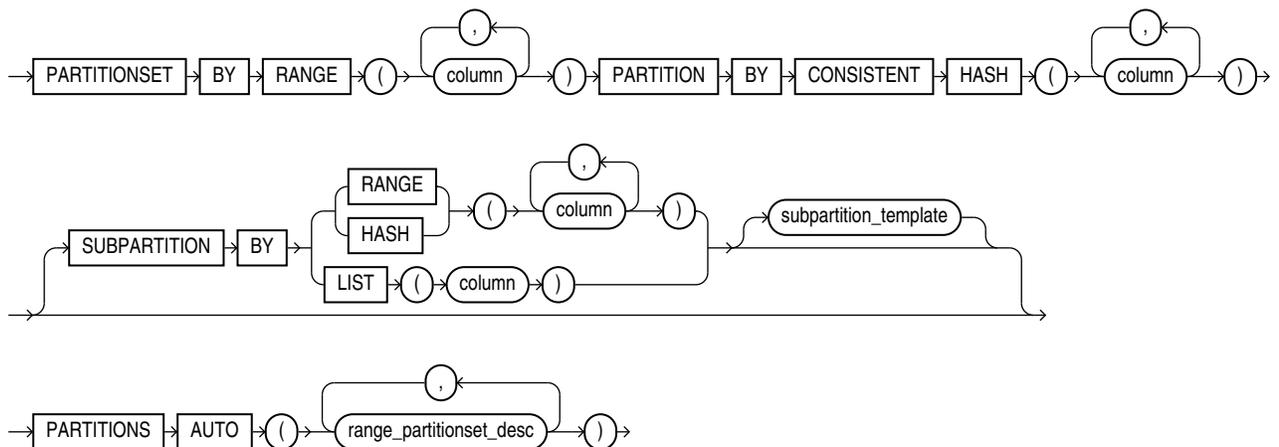 ,
,
PARTITIONSET BY RANGE ( column ) PARTITION BY CONSISTENT HASH ( column )
,
RANGE
( column )
HASH
subpartition_template
SUBPARTITION BY
LIST ( column )
,
PARTITIONS AUTO ( range_partitionset_desc )